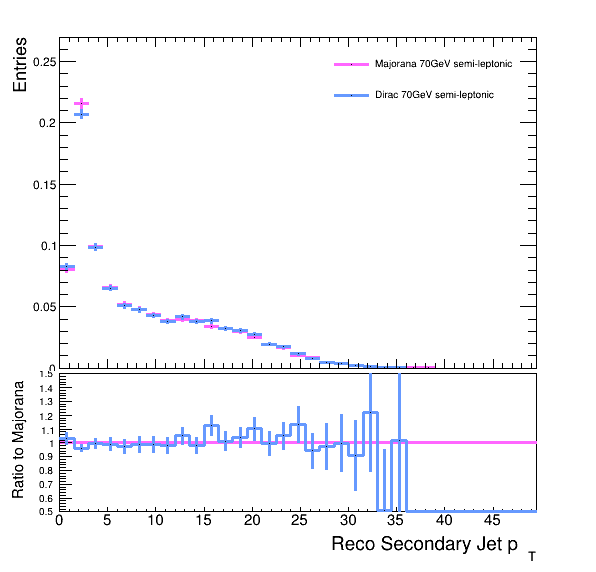 Entries
0.25
0.2
0.15
0.1
0.05
0
Majorana 70GeV semi-leptonic
Dirac 70GeV semi-leptonic
Ratio to Majorana
1.5
1.4
1.3
1.2
1.1
1
0.9
0.8
0.7
0.6
0.5
0 5 10 15 20 25 30 35 40 45
Reco Secondary Jet p
T